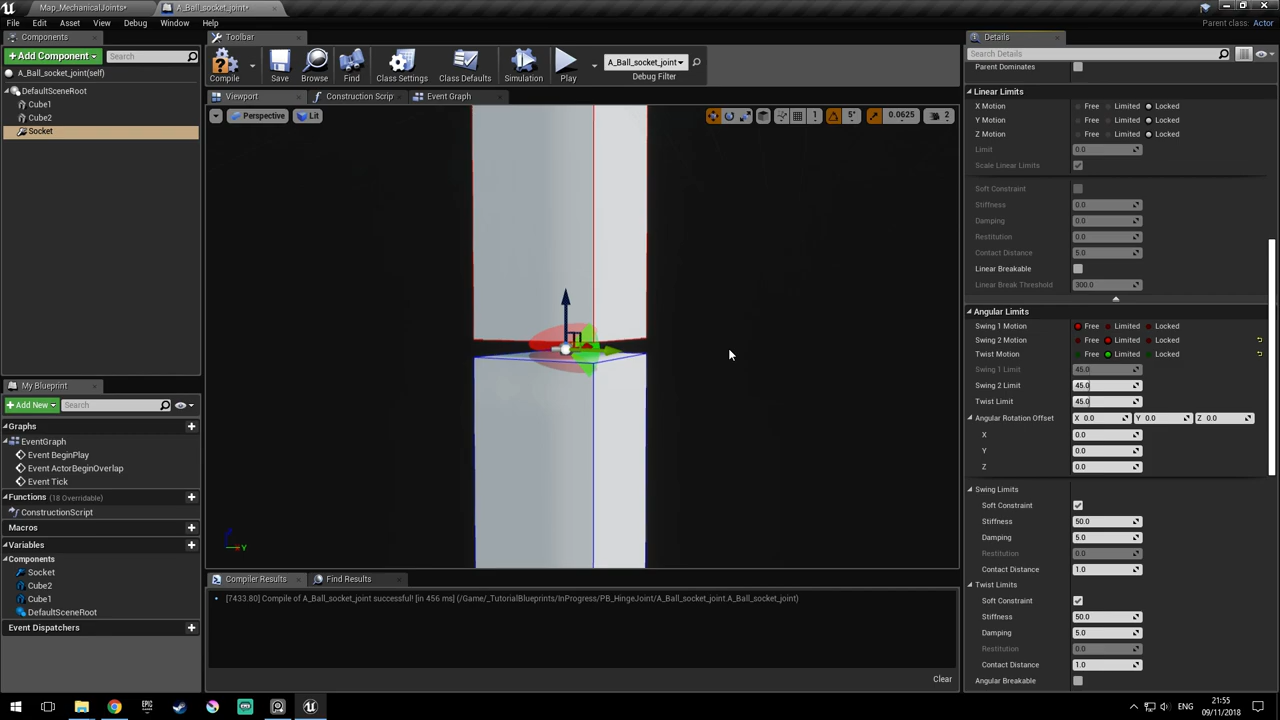 Map_MechanicalJoints*
A_Ball_socket_joint*
File Edit Asset View Debug Window Help
Parent class: Actor
Components
Add Component
Search
A_Ball_socket_joint(self)
DefaultSceneRoot
Cube1
Cube2
Socket
My Blueprint
Add New
Search
Graphs
EventGraph
Event BeginPlay
Event ActorBeginOverlap
Event Tick
Functions (18 Overridable)
ConstructionScript
Macros
Variables
Components
Socket
Cube2
Cube1
DefaultSceneRoot
Event Dispatchers
Toolbar
Compile Save Browse Find Class Settings Class Defaults Simulation Play
A_Ball_socket_joint
Debug Filter
Viewport Construction Scrip Event Graph
Perspective Lit
1 5° 0.0625 2
Y
Compiler Results Find Results
[7433.80] Compile of A_Ball_socket_joint successful! [in 456 ms] (/Game/_TutorialBlueprints/InProgress/PB_HingeJoint/A_Ball_socket_joint.A_Ball_socket_joint)
Clear
Details
Search Details
Parent Dominates
Linear Limits
X Motion Free Limited Locked
Y Motion Free Limited Locked
Z Motion Free Limited Locked
Limit 0.0
Scale Linear Limits
Soft Constraint
Stiffness 0.0
Damping 0.0
Restitution 0.0
Contact Distance 5.0
Linear Breakable
Linear Break Threshold 300.0
Angular Limits
Swing 1 Motion Free Limited Locked
Swing 2 Motion Free Limited Locked
Twist Motion Free Limited Locked
Swing 1 Limit 45.0
Swing 2 Limit 45.0
Twist Limit 45.0
Angular Rotation Offset X 0.0 Y 0.0 Z 0.0
X 0.0
Y 0.0
Z 0.0
Swing Limits
Soft Constraint
Stiffness 50.0
Damping 5.0
Restitution 0.0
Contact Distance 1.0
Twist Limits
Soft Constraint
Stiffness 50.0
Damping 5.0
Restitution 0.0
Contact Distance 1.0
Angular Breakable
ENG
21:55
09/11/2018